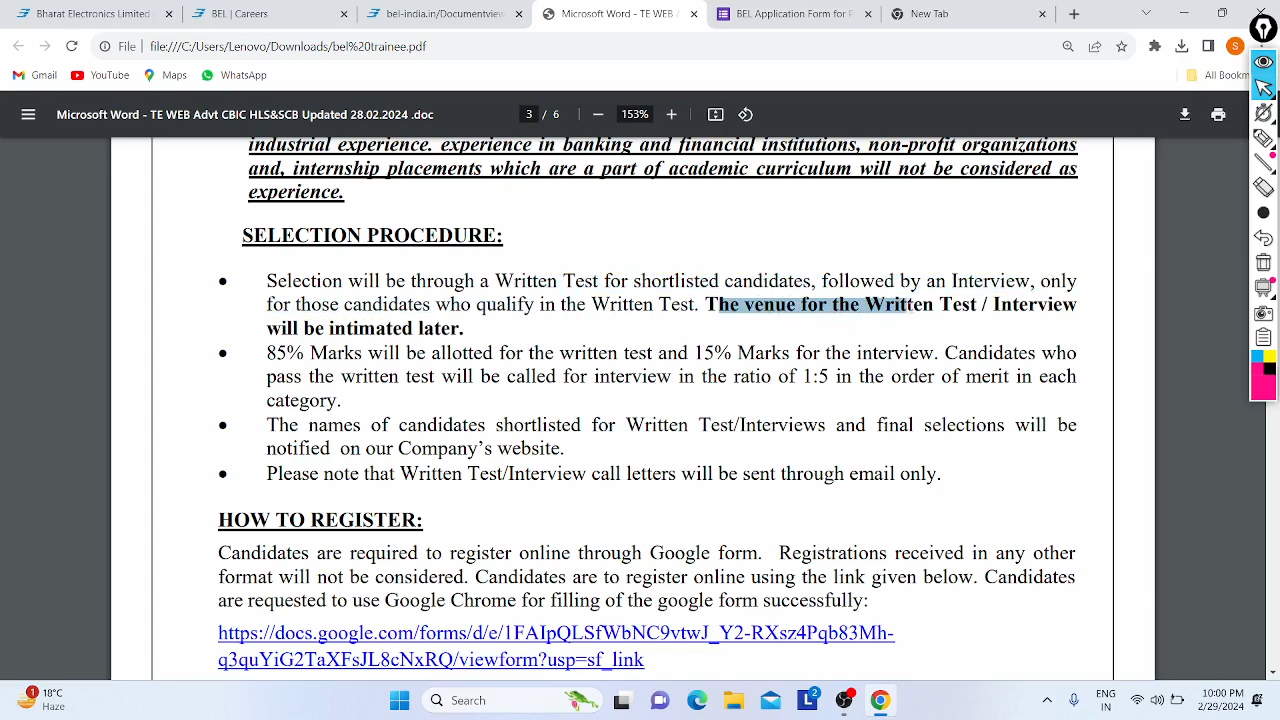 Bharat Electronics Limited
BEL | Careers
bel-india.in/Documentview
Microsoft Word - TE WEB
BEL Application Form for P
New Tab
File | file:///C:/Users/Lenovo/Downloads/bel%20trainee.pdf
S
Gmail
YouTube
Maps
WhatsApp
All Bookm
Microsoft Word - TE WEB Advt CBIC HLS&SCB Updated 28.02.2024 .doc
3 / 6
153%
industrial experience. experience in banking and financial institutions, non-profit organizations
and, internship placements which are a part of academic curriculum will not be considered as
experience.
SELECTION PROCEDURE:
• Selection will be through a Written Test for shortlisted candidates, followed by an Interview, only
for those candidates who qualify in the Written Test. The venue for the Written Test / Interview
will be intimated later.
• 85% Marks will be allotted for the written test and 15% Marks for the interview. Candidates who
pass the written test will be called for interview in the ratio of 1:5 in the order of merit in each
category.
• The names of candidates shortlisted for Written Test/Interviews and final selections will be
notified on our Company's website.
• Please note that Written Test/Interview call letters will be sent through email only.
HOW TO REGISTER:
Candidates are required to register online through Google form. Registrations received in any other
format will not be considered. Candidates are to register online using the link given below. Candidates
are requested to use Google Chrome for filling of the google form successfully:
https://docs.google.com/forms/d/e/1FAIpQLSfWbNC9vtwJ_Y2-RXsz4Pqb83Mh-
q3quYiG2TaXFsJL8cNxRQ/viewform?usp=sf_link
1
18°C
Haze
Search
L
2
ENG
IN
10:00 PM
2/29/2024